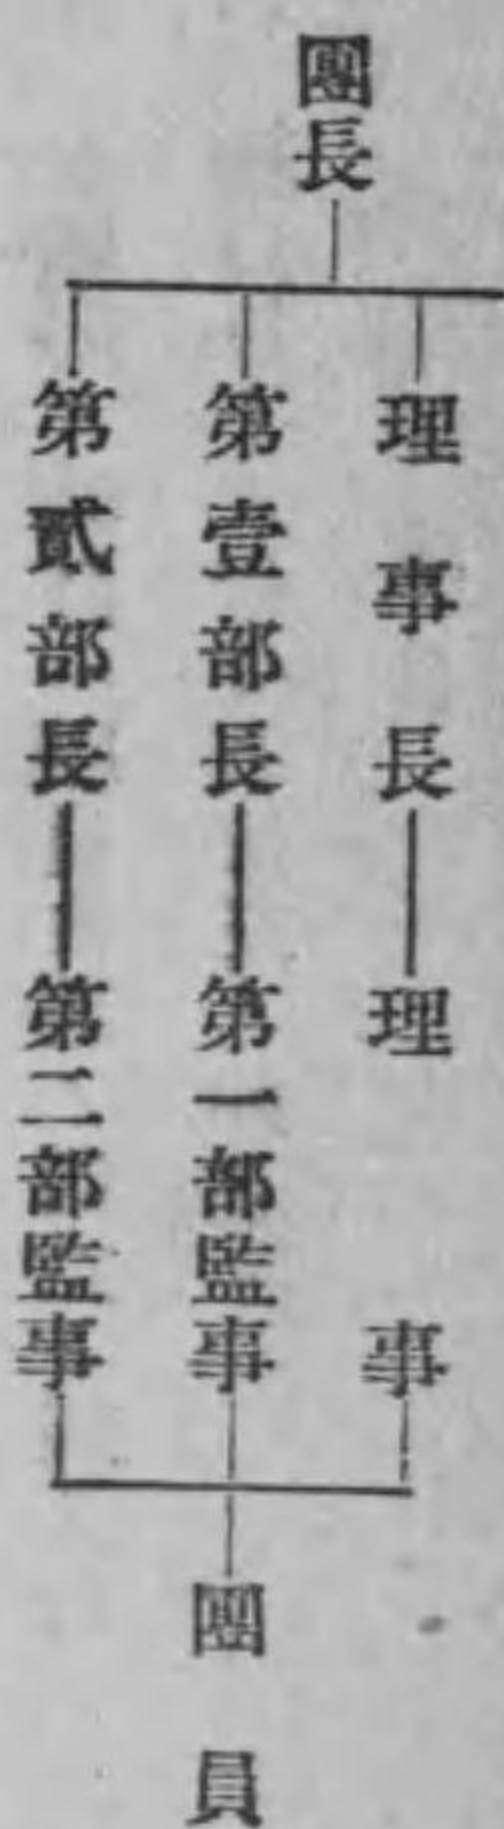 團長
理事長
理事
第壹部長
第一部監事
第貳部長
第二部監事
團員